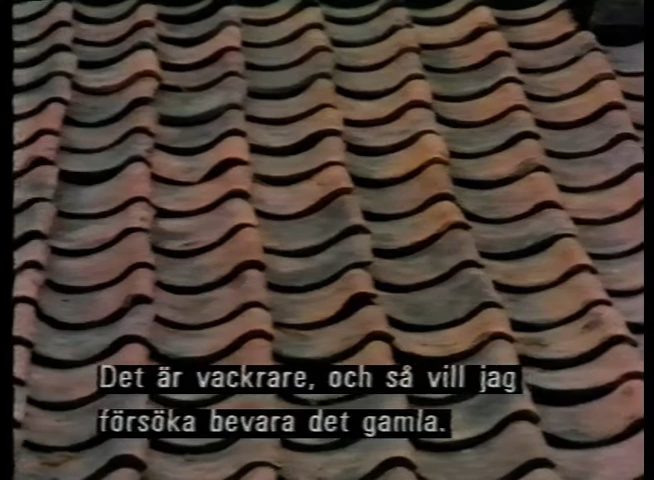 Det är vackrare, och så vill jag
försöka bevara det gamla.